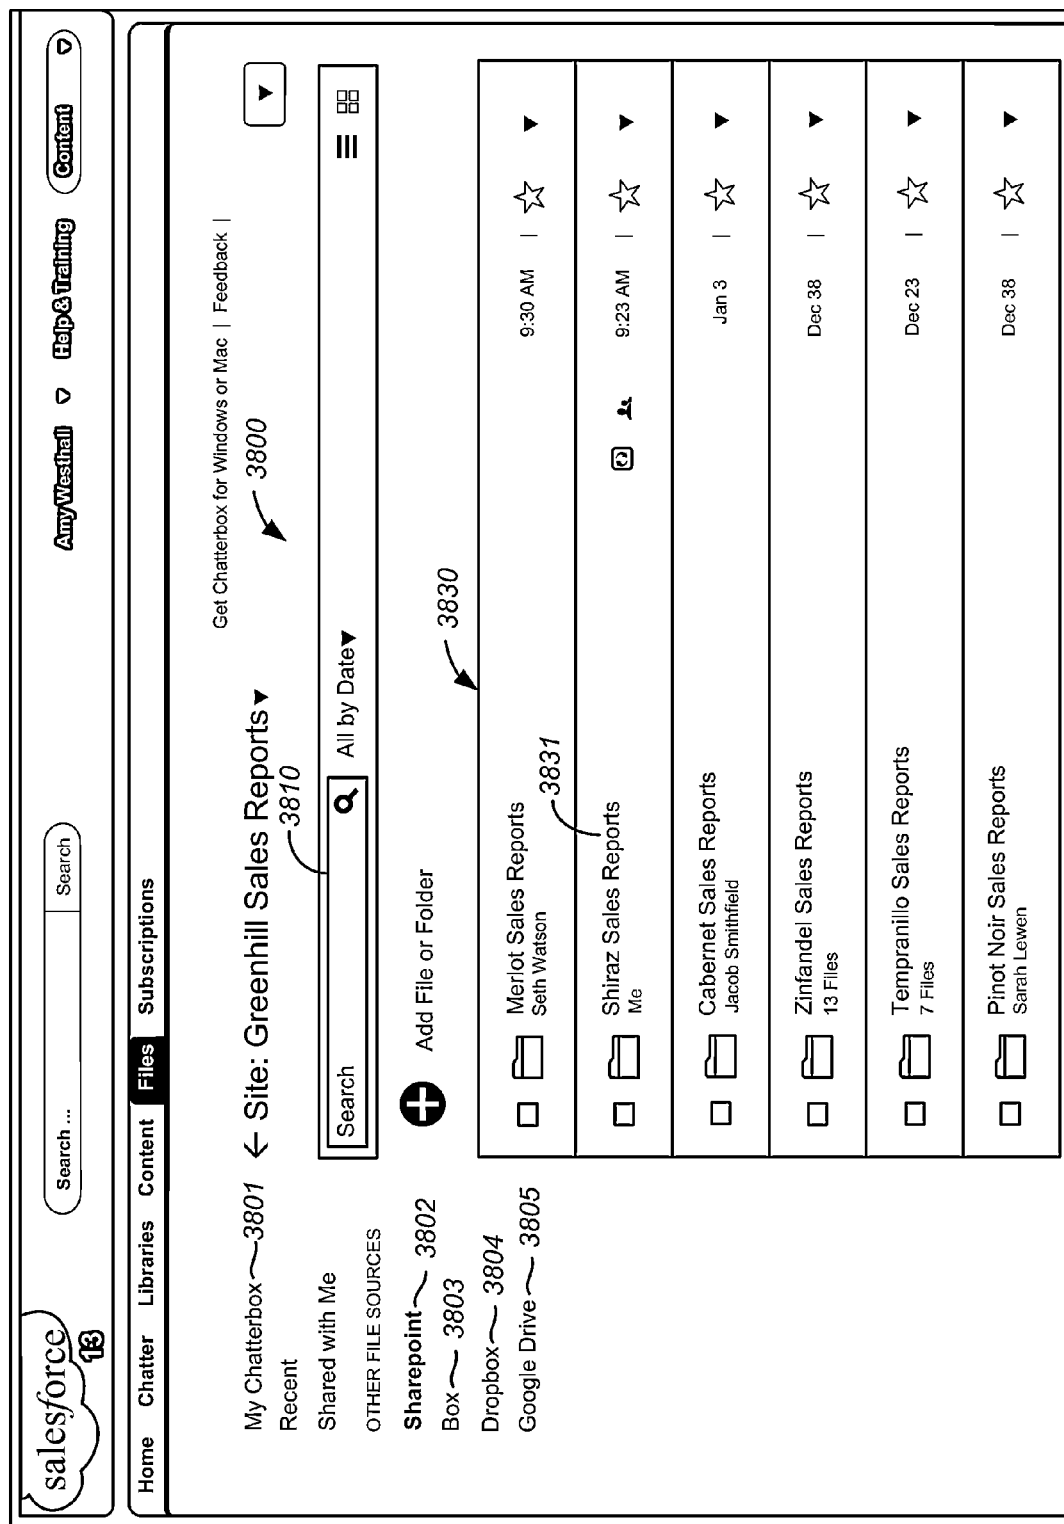 salesforce
13
Search ...
Search
Amy Westhall
Help & Training
Content
Home Chatter Libraries Content Files Subscriptions
Get Chatterbox for Windows or Mac | Feedback |
My Chatterbox 3801
Recent
Shared with Me
OTHER FILE SOURCES
Sharepoint 3802
Box 3803
Dropbox 3804
Google Drive 3805
← Site: Greenhill Sales Reports▼
3800
3810
Search
All by Date▼
Add File or Folder
3830
Merlot Sales Reports
Seth Watson
9:30 AM |
3831
Shiraz Sales Reports
Me
9:23 AM |
Cabernet Sales Reports
Jacob Smithfield
Jan 3 |
Zinfandel Sales Reports
13 Files
Dec 38 |
Tempranillo Sales Reports
7 Files
Dec 23 |
Pinot Noir Sales Reports
Sarah Lewen
Dec 38 |